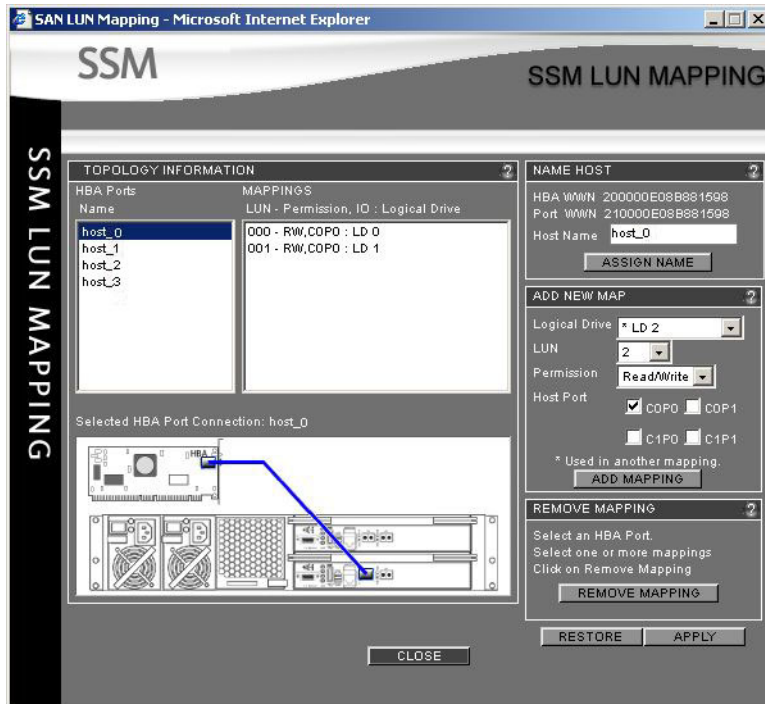 SAN LUN Mapping - Microsoft Internet Explorer
SSM
SSM LUN MAPPING
SSM LUN MAPPING
TOPOLOGY INFORMATION ?
HBA Ports MAPPINGS
Name LUN - Permission, IO : Logical Drive
host_0
host_1
host_2
host_3
000 - RW,C0P0 : LD 0
001 - RW,C0P0 : LD 1
Selected HBA Port Connection: host_0
HBA
NAME HOST ?
HBA WWN 200000E08B881598
Port WWN 210000E08B881598
Host Name host_0
ASSIGN NAME
ADD NEW MAP ?
Logical Drive * LD 2
LUN 2
Permission Read/Write
Host Port
C0P0 C0P1
C1P0 C1P1
* Used in another mapping.
ADD MAPPING
REMOVE MAPPING ?
Select an HBA Port.
Select one or more mappings
Click on Remove Mapping
REMOVE MAPPING
RESTORE APPLY
CLOSE